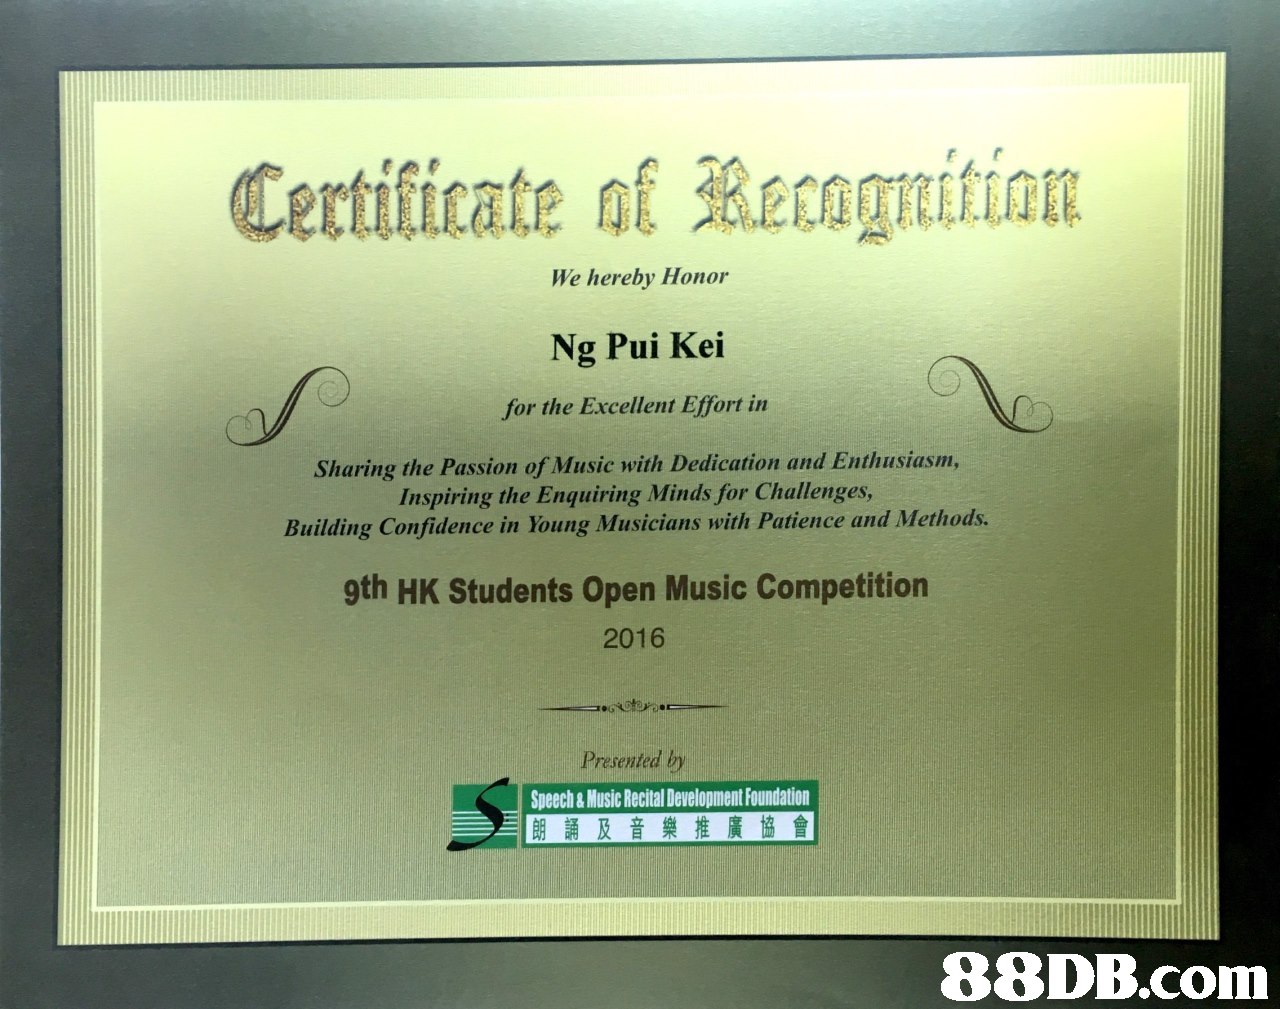 Certificate of Recognition
We hereby Honor
Ng Pui Kei
for the Excellent Effort in
Sharing the Passion of Music with Dedication and Enthusiasm,
Inspiring the Enquiring Minds for Challenges,
Building Confidence in Young Musicians with Patience and Methods.
9th HK Students Open Music Competition
2016
Presented by
Speech & Music Recital Development Foundation
朗誦及音樂推廣協會
88DB.com